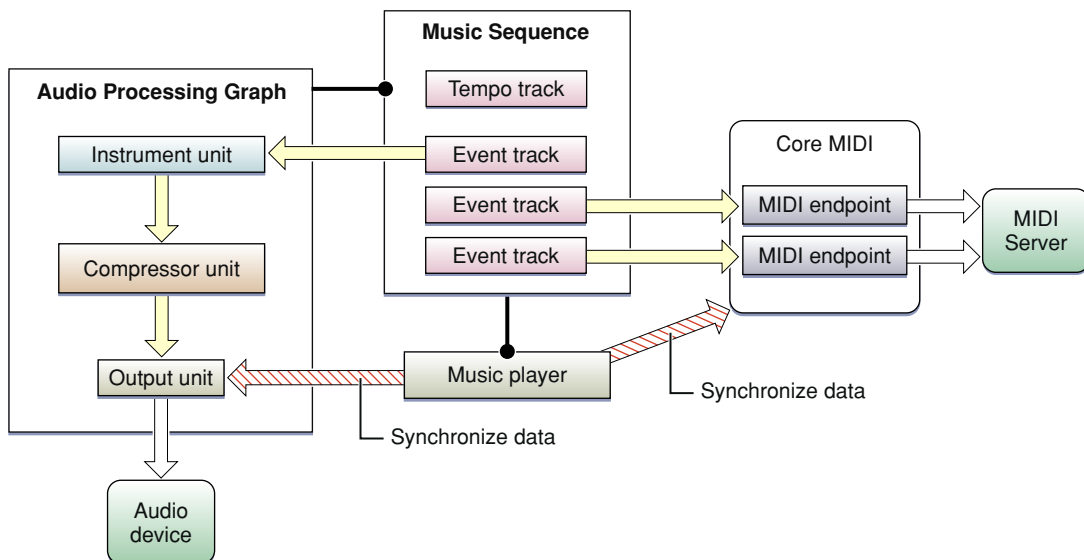 Music Sequence
Tempo track
Event track
Event track
Event track
Audio Processing Graph
Instrument unit
Compressor unit
Output unit
Audio
device
Core MIDI
MIDI endpoint
MIDI endpoint
MIDI
Server
Music player
Synchronize data
Synchronize data